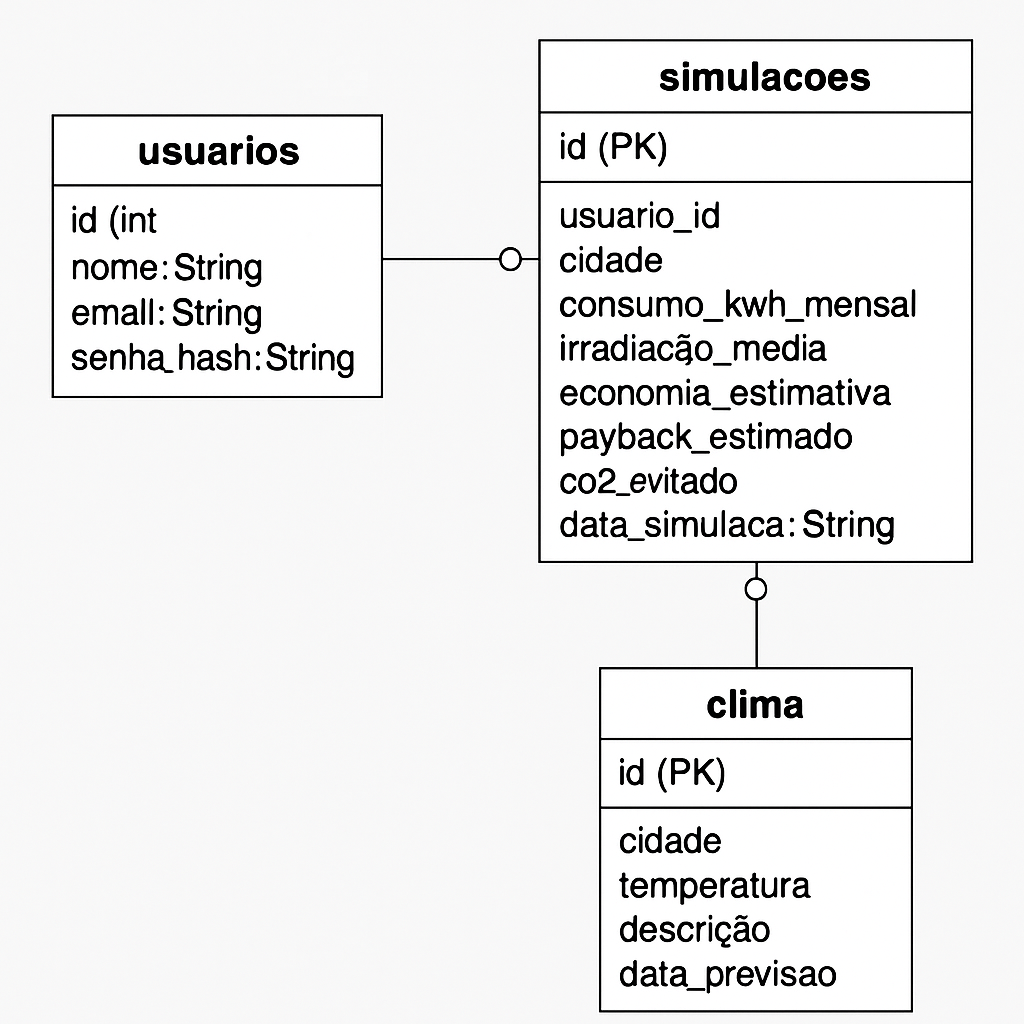 usuarios
id (int
nome: String
emall: String
senha_hash: String
simulacoes
id (PK)
usuario_id
cidade
consumo_kwh_mensal
irradiacão_media
economia_estimativa
payback_estimado
co2_evitado
data_simulaca: String
clima
id (PK)
cidade
temperatura
descrição
data_previsao